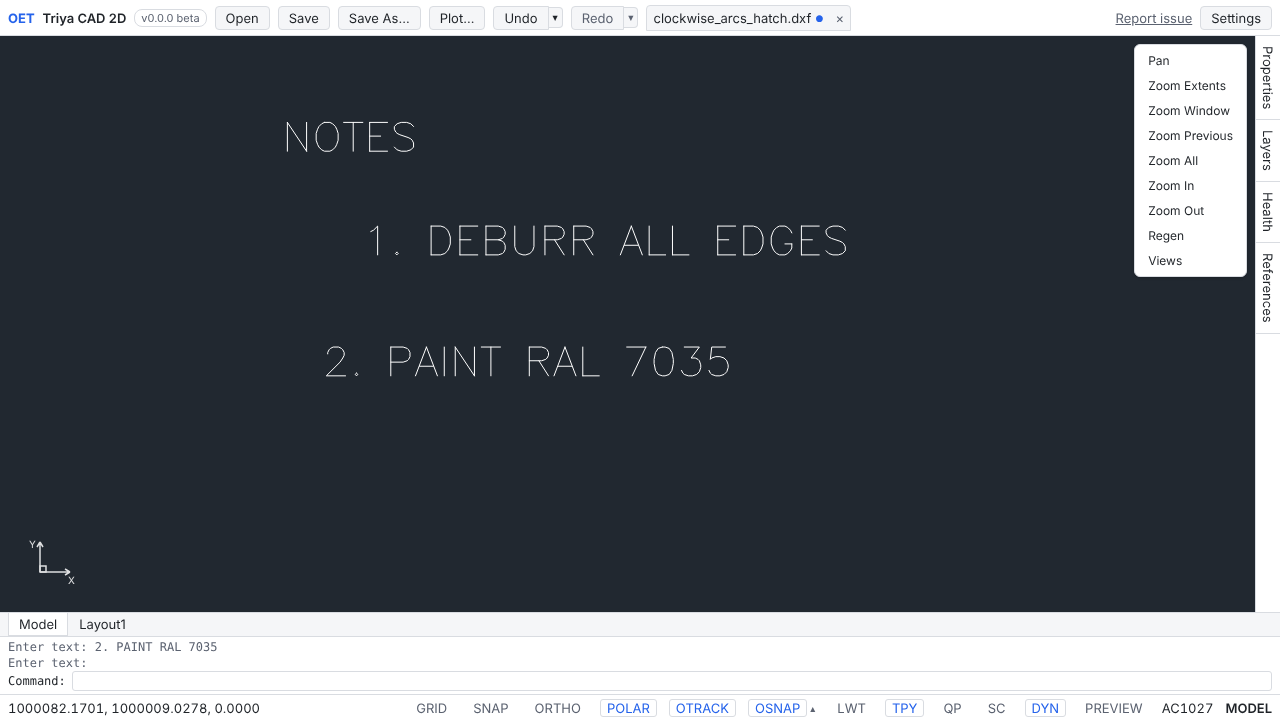 OET Triya CAD 2D v0.0.0 beta Open Save Save As... Plot... Undo Redo clockwise_arcs_hatch.dxf × Report issue Settings
NOTES
1. DEBURR ALL EDGES
2. PAINT RAL 7035
Pan
Zoom Extents
Zoom Window
Zoom Previous
Zoom All
Zoom In
Zoom Out
Regen
Views
Properties
Layers
Health
References
Y
X
Model Layout1
Enter text: 2. PAINT RAL 7035
Enter text:
Command:
1000082.1701, 1000009.0278, 0.0000 GRID SNAP ORTHO POLAR OTRACK OSNAP LWT TPY QP SC DYN PREVIEW AC1027 MODEL